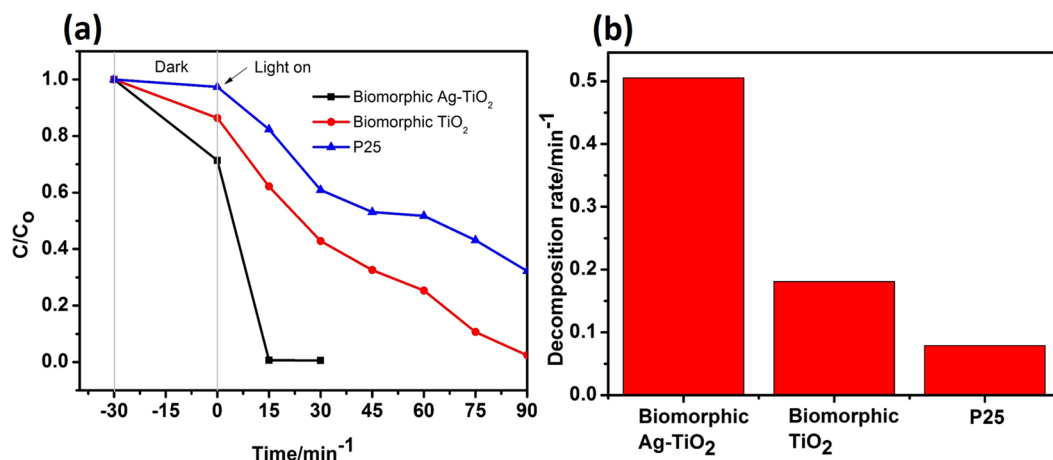 (a)
1.0
0.8
0.6
0.4
0.2
0.0
C/Co
Dark
Light on
Biomorphic Ag-TiO2
Biomorphic TiO2
P25
-30 -15 0 15 30 45 60 75 90
Time/min-1
(b)
0.5
0.4
0.3
0.2
0.1
0.0
Decomposition rate/min-1
Biomorphic
Ag-TiO2
Biomorphic
TiO2
P25